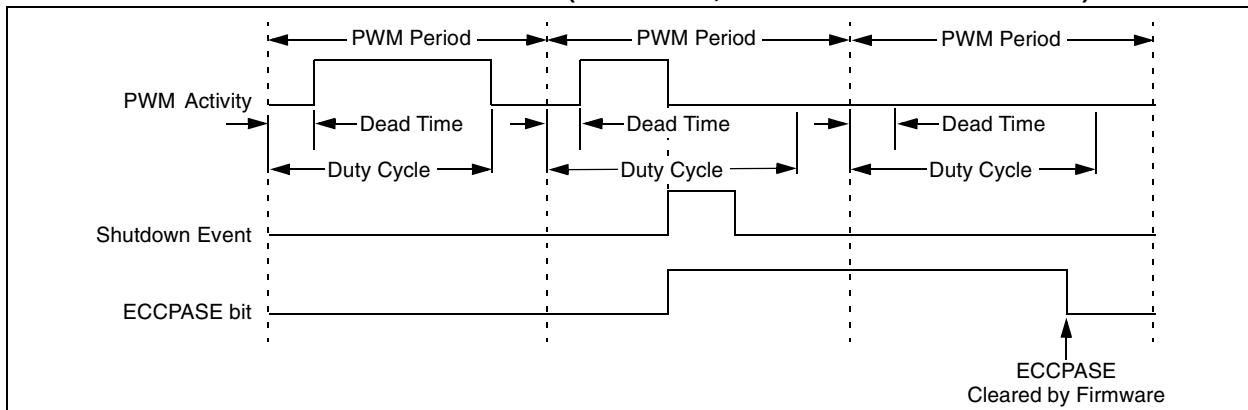 PWM Period PWM Period PWM Period
PWM Activity
Dead Time Dead Time Dead Time
Duty Cycle Duty Cycle Duty Cycle
Shutdown Event
ECCPASE bit
ECCPASE
Cleared by Firmware